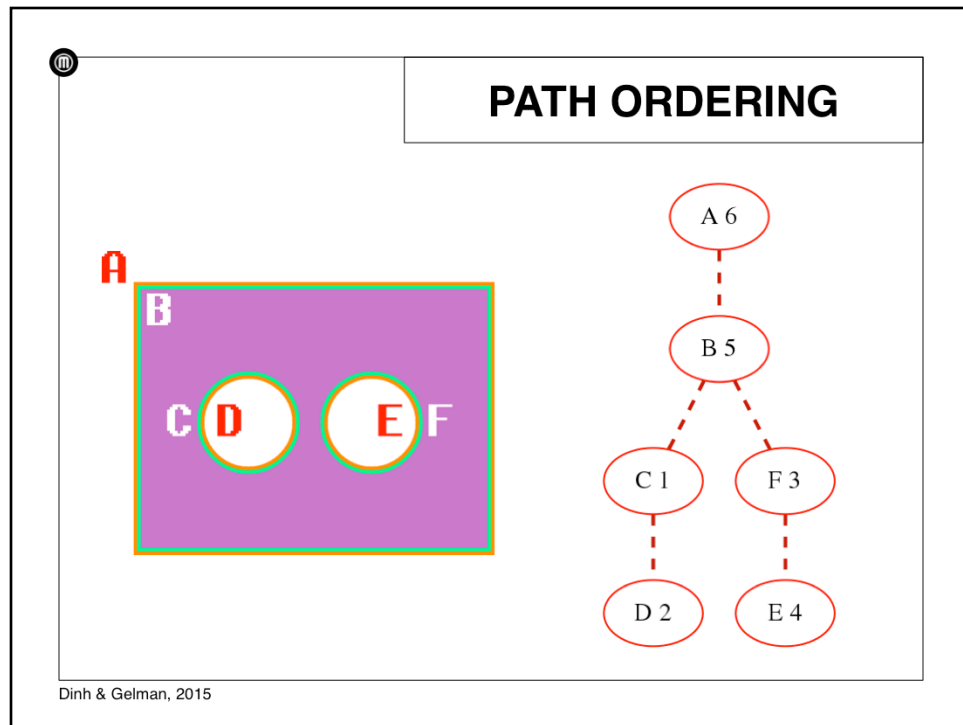 M
PATH ORDERING
A
B
C D E F
A 6
B 5
C 1 F 3
D 2 E 4
Dinh & Gelman, 2015